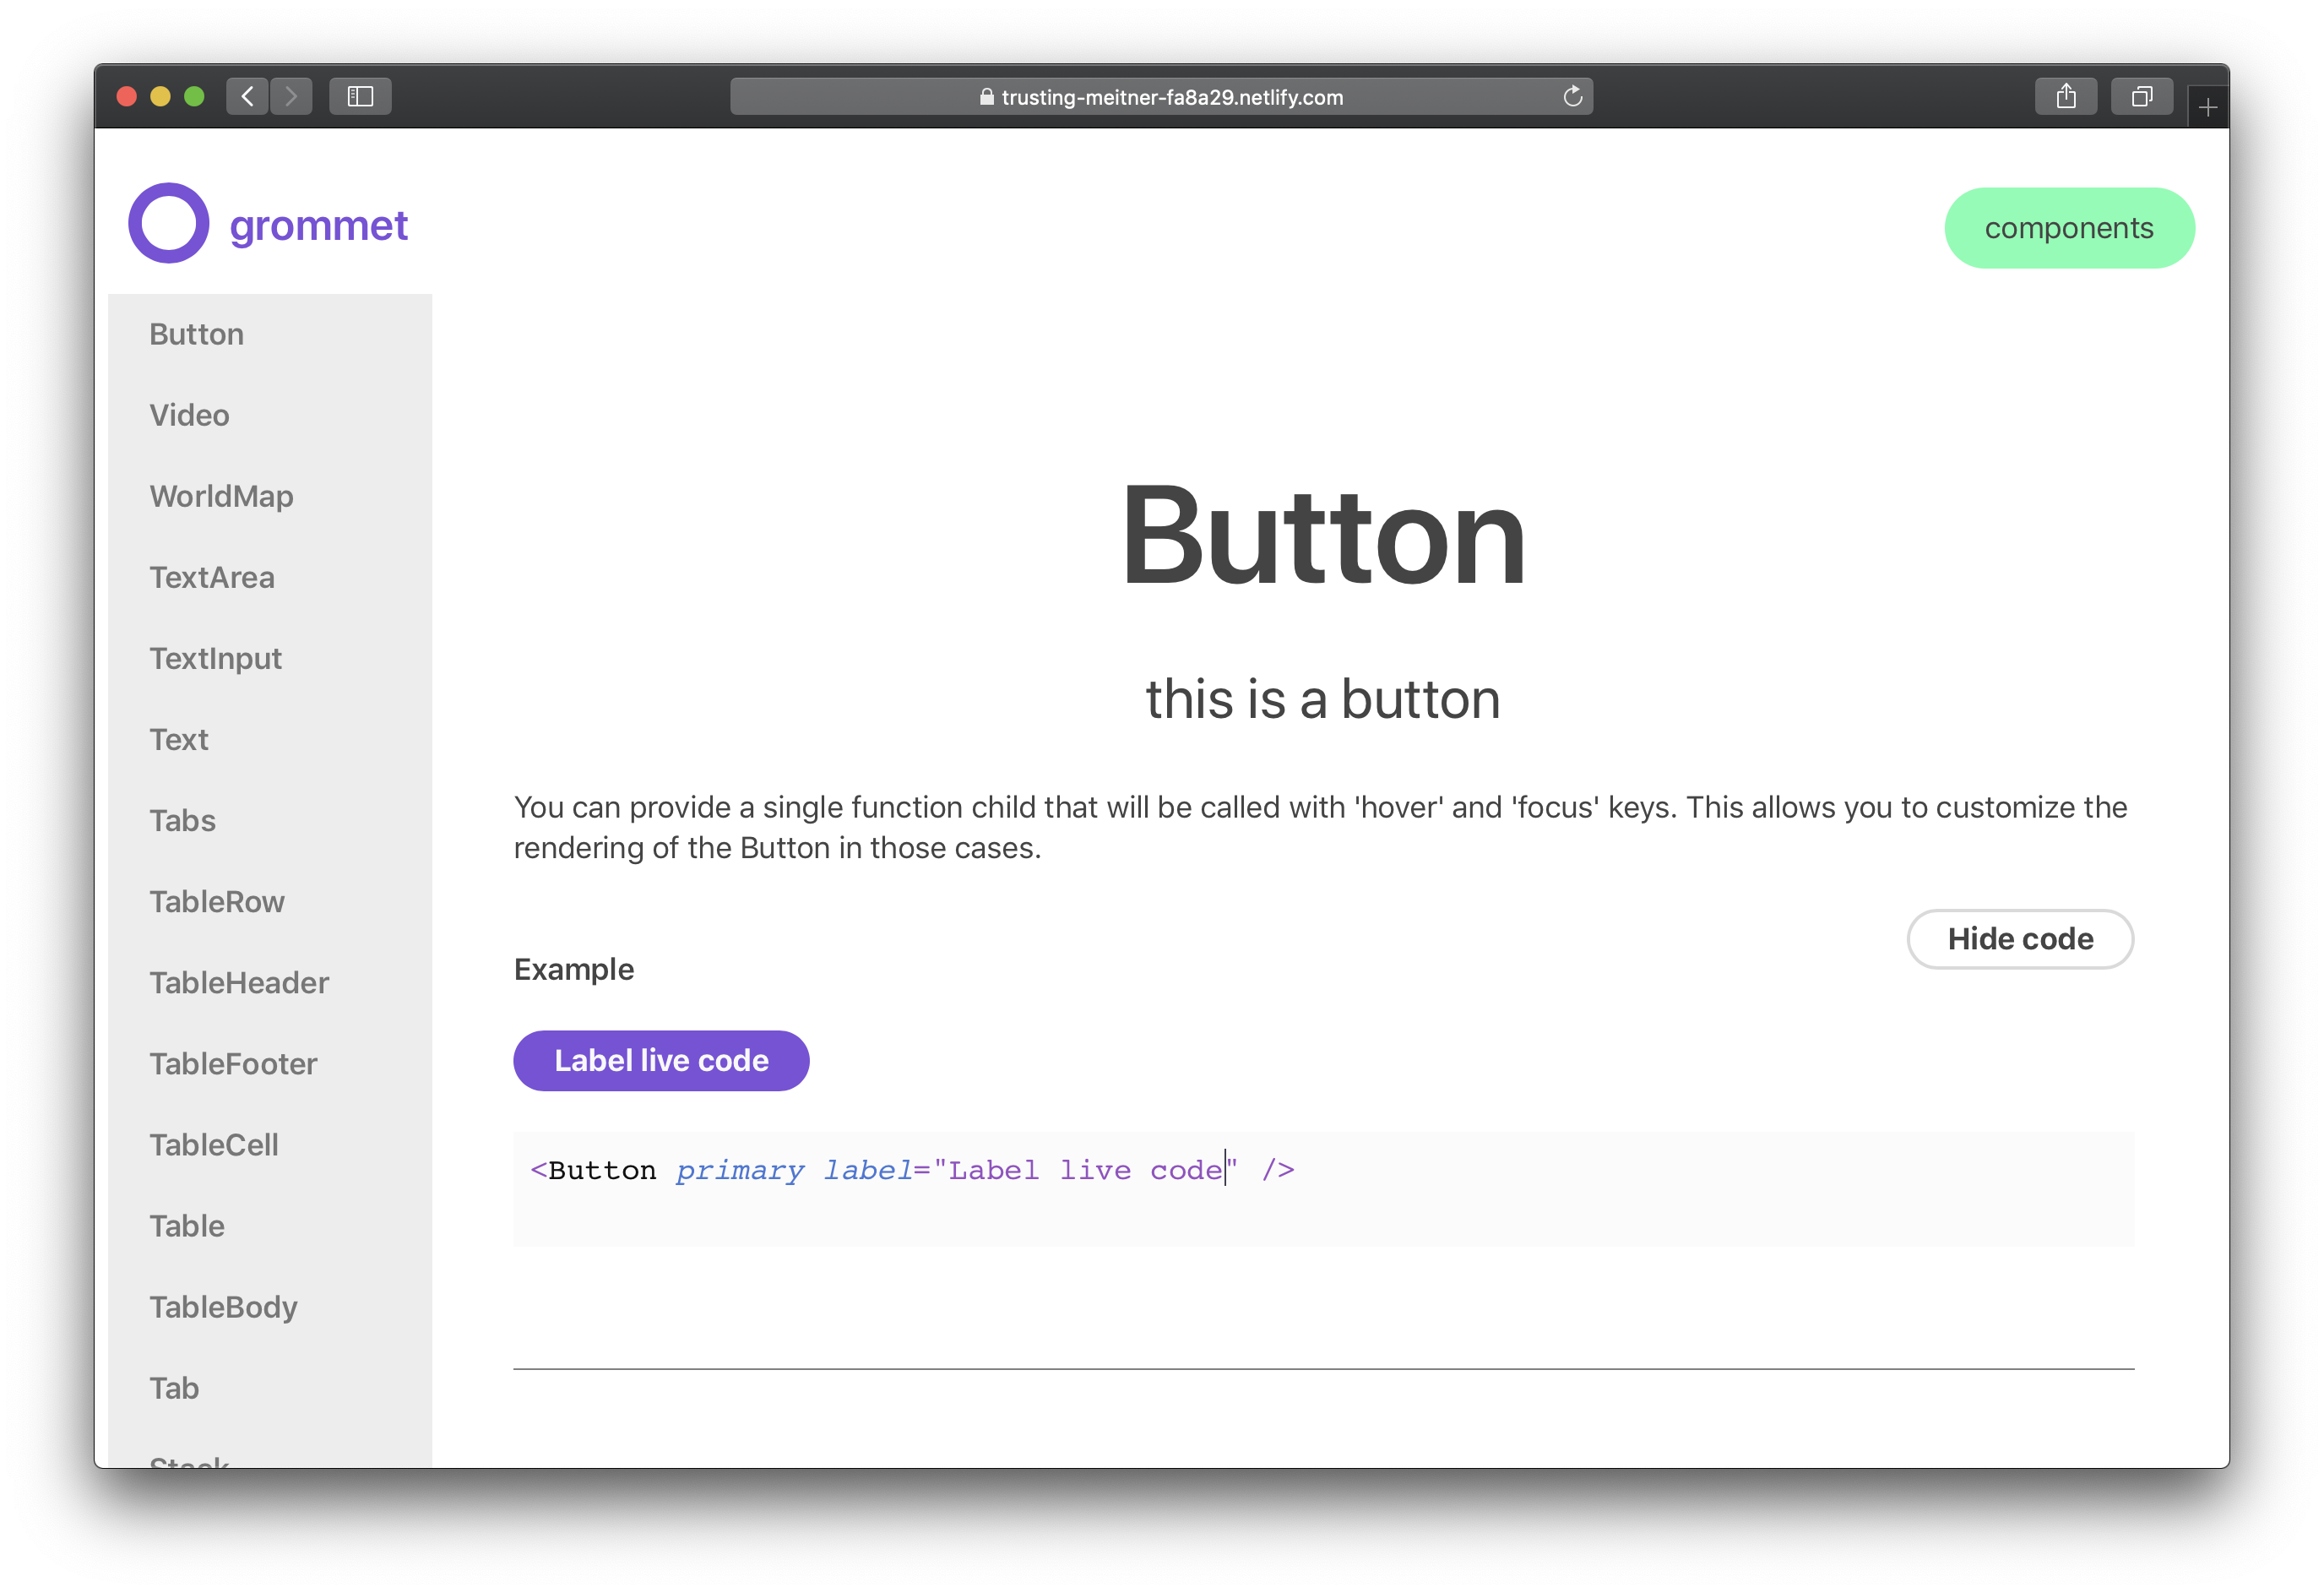 trusting-meitner-fa8a29.netlify.com
grommet
components
Button
Video
WorldMap
TextArea
TextInput
Text
Tabs
TableRow
TableHeader
TableFooter
TableCell
Table
TableBody
Tab
Stack
Button
this is a button
You can provide a single function child that will be called with 'hover' and 'focus' keys. This allows you to customize the
rendering of the Button in those cases.
Hide code
Example
Label live code
<Button primary label="Label live code" />